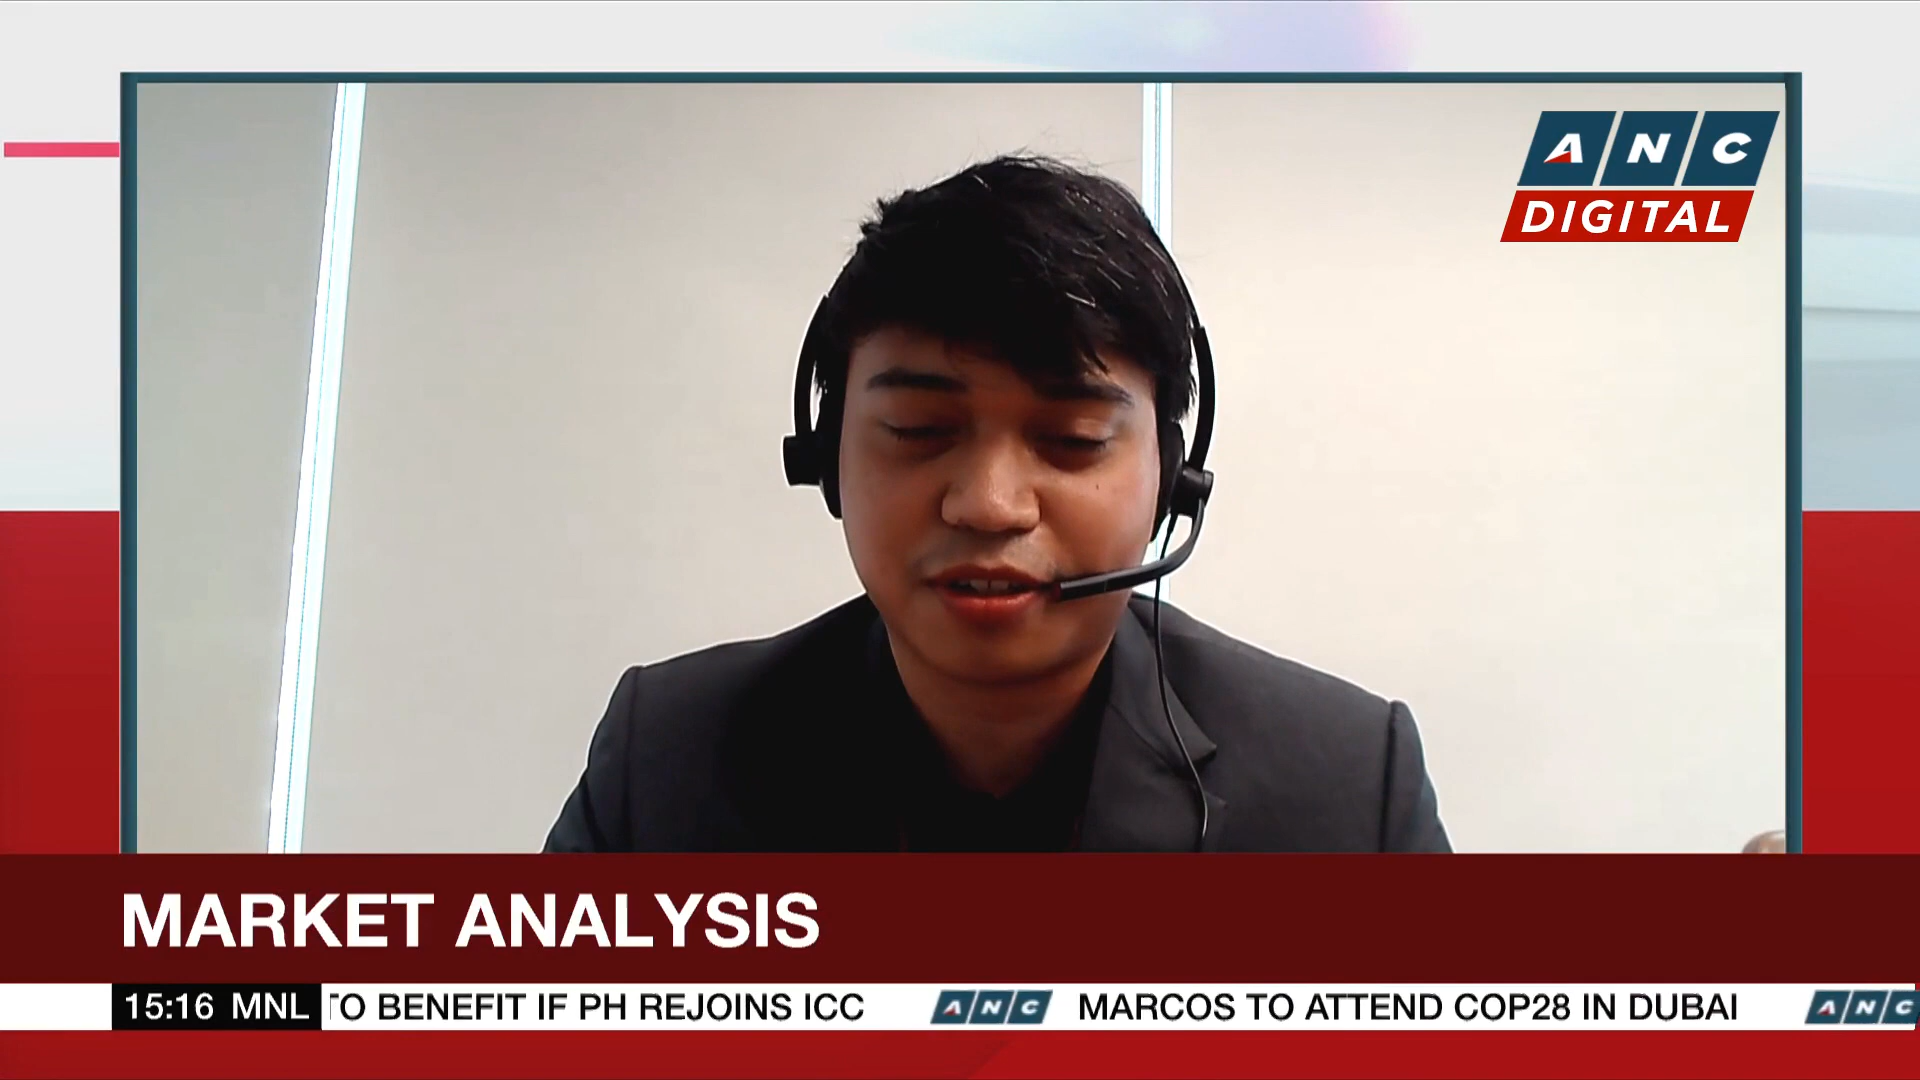 ANC
DIGITAL
MARKET ANALYSIS
15:16 MNL TO BENEFIT IF PH REJOINS ICC ANC MARCOS TO ATTEND COP28 IN DUBAI ANC